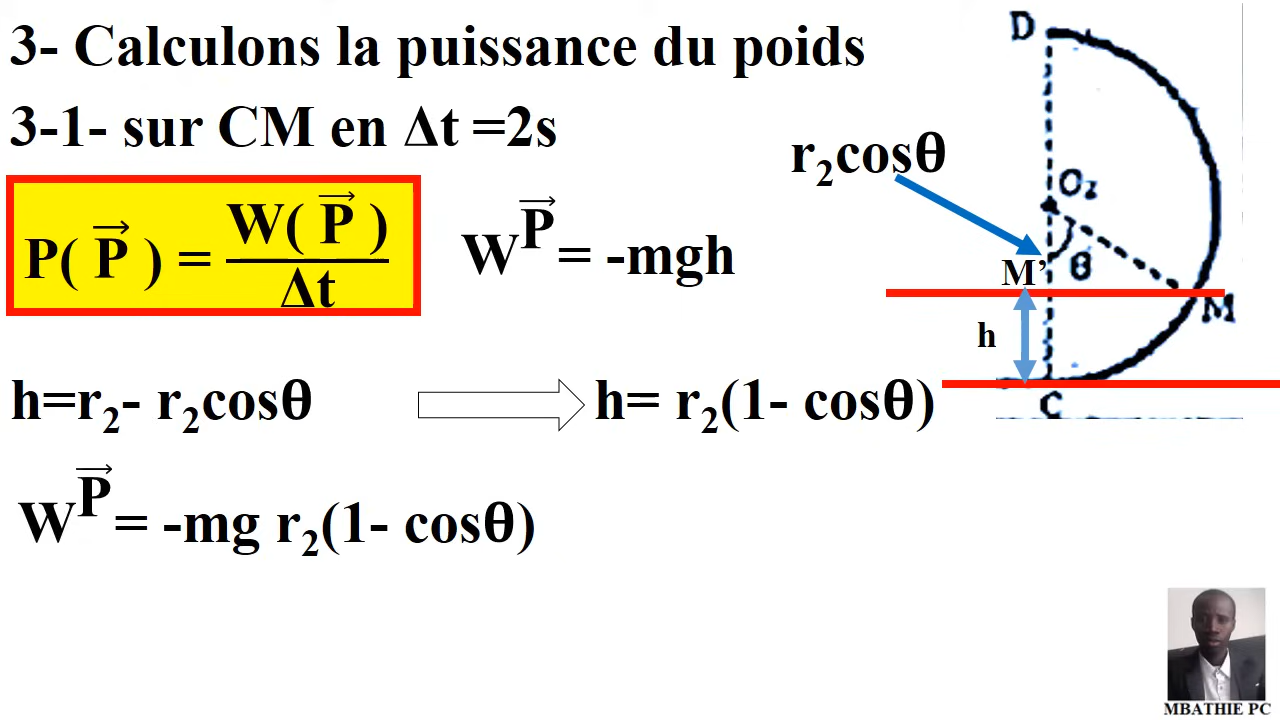 3- Calculons la puissance du poids
3-1- sur CM en Δt =2s
P( P⃗ ) = W( P⃗ ) / Δt
W^P⃗ = -mgh
h=r₂- r₂cosθ
h= r₂(1- cosθ)
W^P⃗ = -mg r₂(1- cosθ)
D
r₂cosθ
O₂
M’
θ
M
h
C
MBATHIE PC